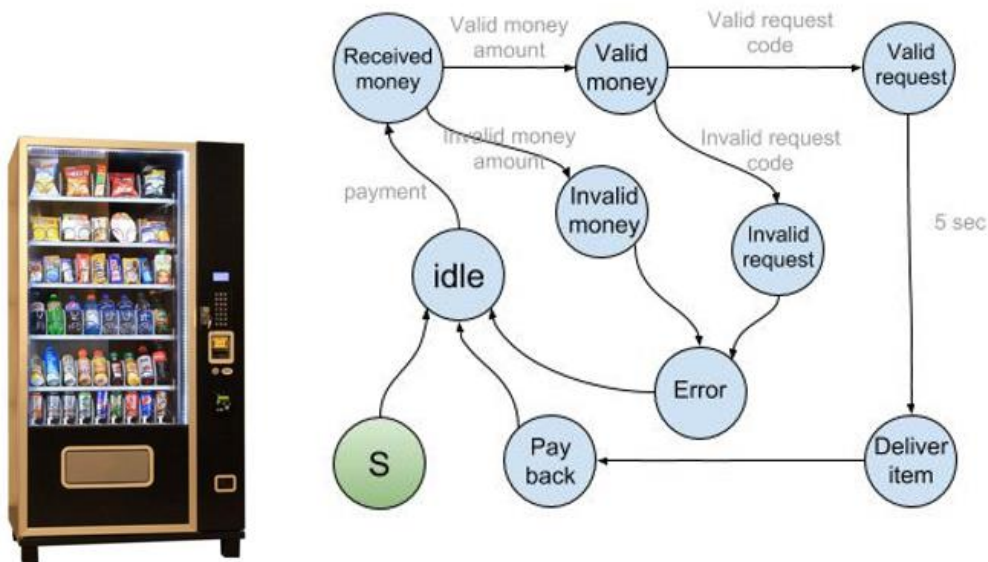 Valid money
amount
Valid request
code
Received
money
Valid
money
Valid
request
Invalid money
amount
Invalid request
code
payment
Invalid
money
Invalid
request
5 sec
idle
Error
S
Pay
back
Deliver
item